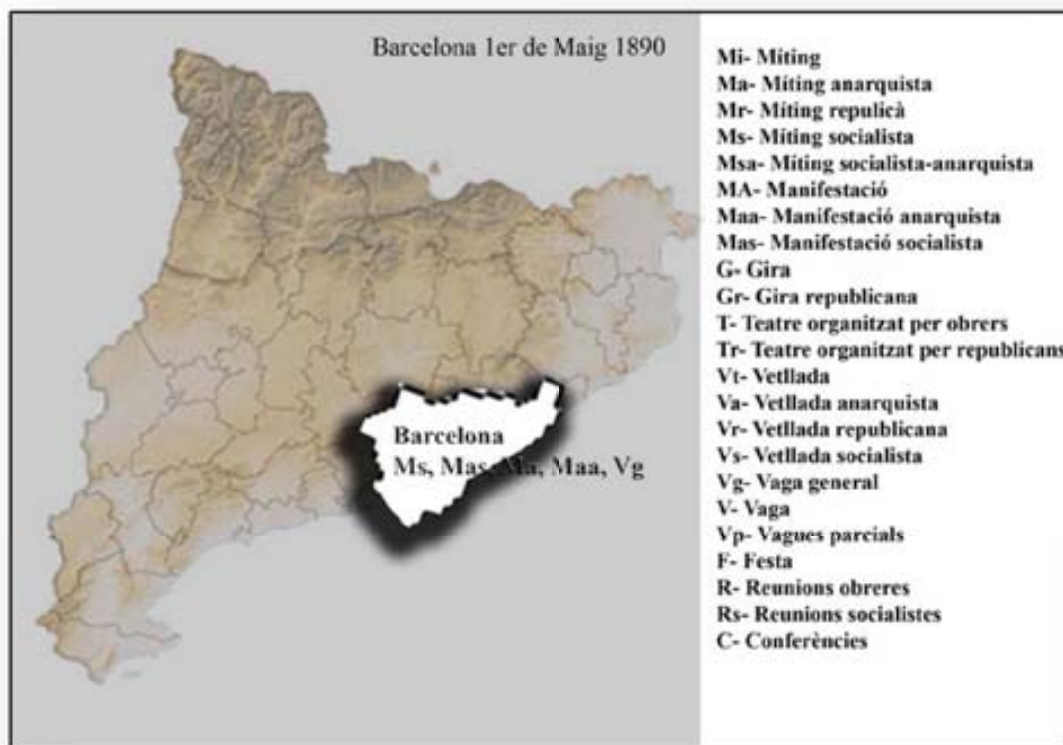 Barcelona 1er de Maig 1890
Barcelona
Ms, Mas, Ma, Maa, Vg
Mi- Míting
Ma- Míting anarquista
Mr- Míting repulicà
Ms- Míting socialista
Msa- Míting socialista-anarquista
MA- Manifestació
Maa- Manifestació anarquista
Mas- Manifestació socialista
G- Gira
Gr- Gira republicana
T- Teatre organitzat per obrers
Tr- Teatre organitzat per republicans
Vt- Vetllada
Va- Vetllada anarquista
Vr- Vetllada republicana
Vs- Vetllada socialista
Vg- Vaga general
V- Vaga
Vp- Vagues parcials
F- Festa
R- Reunions obreres
Rs- Reunions socialistes
C- Conferències